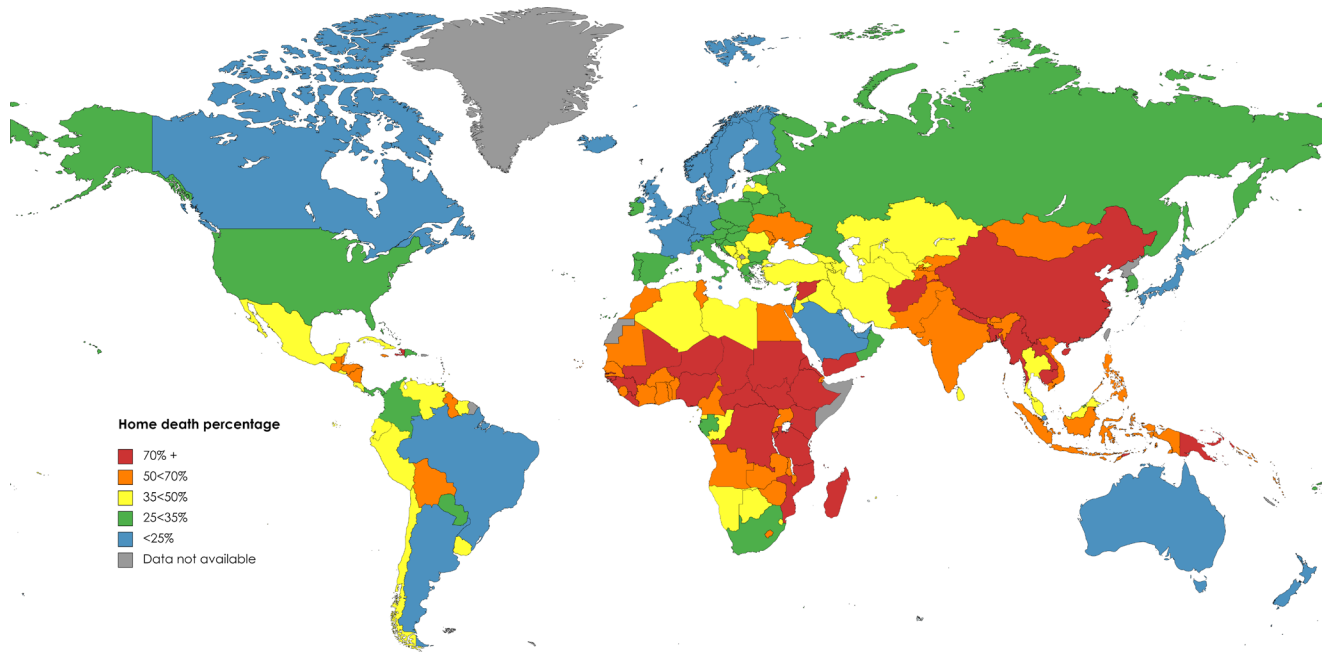 Home death percentage
70% +
50<70%
35<50%
25<35%
<25%
Data not available